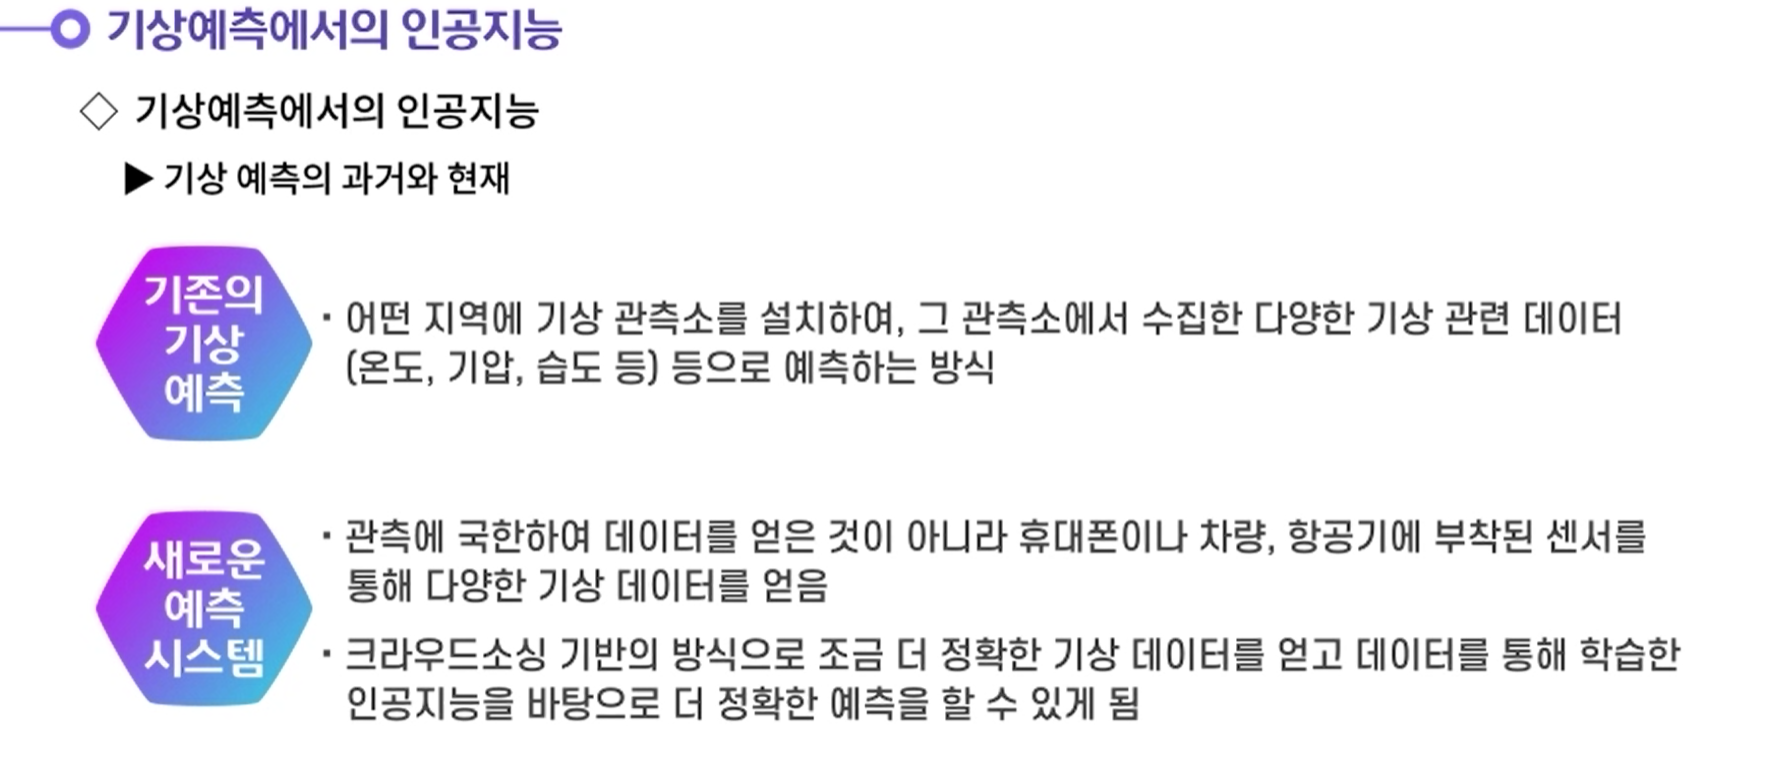 기상예측에서의 인공지능
◇ 기상예측에서의 인공지능
▶ 기상 예측의 과거와 현재
기존의
기상
예측
· 어떤 지역에 기상 관측소를 설치하여, 그 관측소에서 수집한 다양한 기상 관련 데이터
(온도, 기압, 습도 등) 등으로 예측하는 방식
새로운
예측
시스템
· 관측에 국한하여 데이터를 얻은 것이 아니라 휴대폰이나 차량, 항공기에 부착된 센서를
통해 다양한 기상 데이터를 얻음
· 크라우드소싱 기반의 방식으로 조금 더 정확한 기상 데이터를 얻고 데이터를 통해 학습한
인공지능을 바탕으로 더 정확한 예측을 할 수 있게 됨